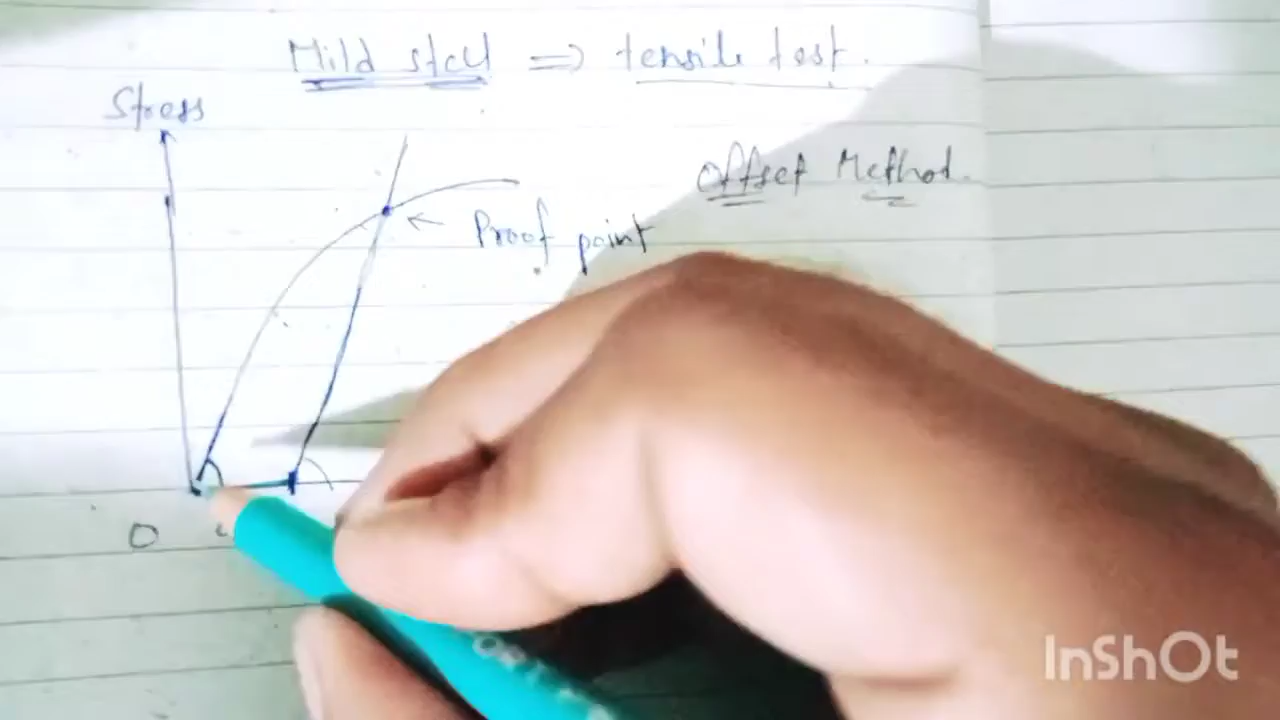 Mild steel ⇒ tensile test.
Stress
Offset Method.
← Proof point
O
InShOt